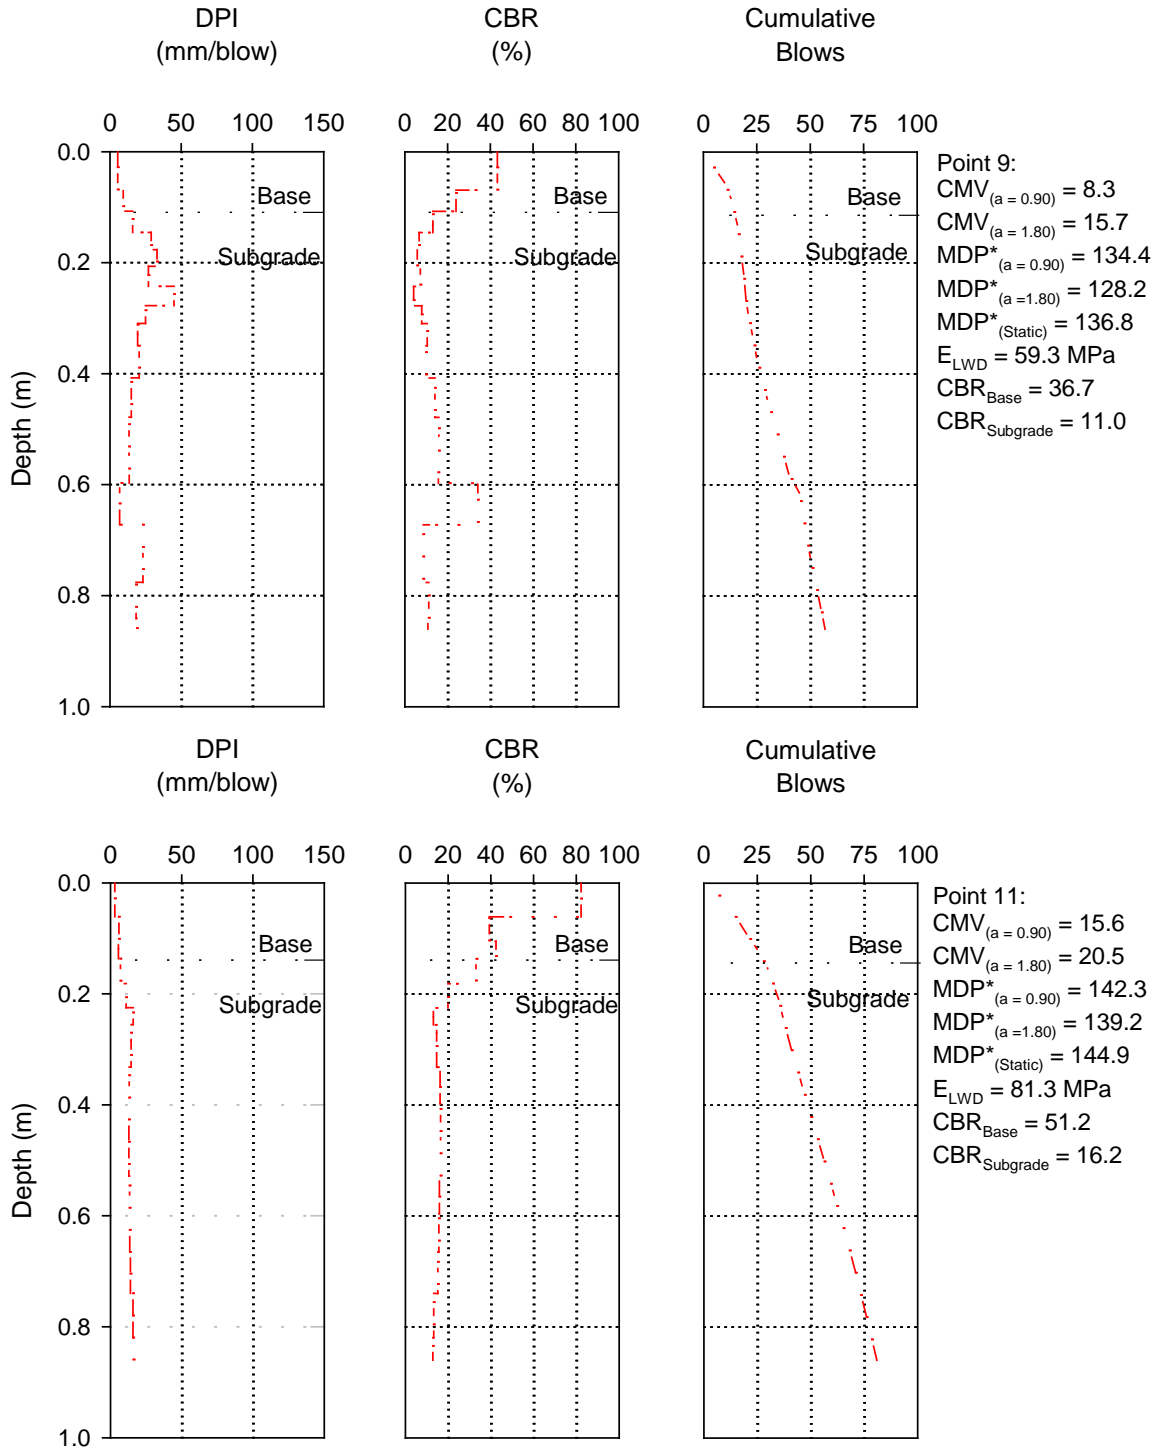 DPI
(mm/blow)
CBR
(%)
Cumulative
Blows
0 50 100 150
0 20 40 60 80 100
0 25 50 75 100
0.0
0.2
0.4
0.6
0.8
1.0
Depth (m)
Base
Subgrade
Base
Subgrade
Base
Subgrade
Point 9:
CMV(a = 0.90) = 8.3
CMV(a = 1.80) = 15.7
MDP*(a = 0.90) = 134.4
MDP*(a =1.80) = 128.2
MDP*(Static) = 136.8
ELWD = 59.3 MPa
CBRBase = 36.7
CBRSubgrade = 11.0
DPI
(mm/blow)
CBR
(%)
Cumulative
Blows
0 50 100 150
0 20 40 60 80 100
0 25 50 75 100
0.0
0.2
0.4
0.6
0.8
1.0
Depth (m)
Base
Subgrade
Base
Subgrade
Base
Subgrade
Point 11:
CMV(a = 0.90) = 15.6
CMV(a = 1.80) = 20.5
MDP*(a = 0.90) = 142.3
MDP*(a =1.80) = 139.2
MDP*(Static) = 144.9
ELWD = 81.3 MPa
CBRBase = 51.2
CBRSubgrade = 16.2